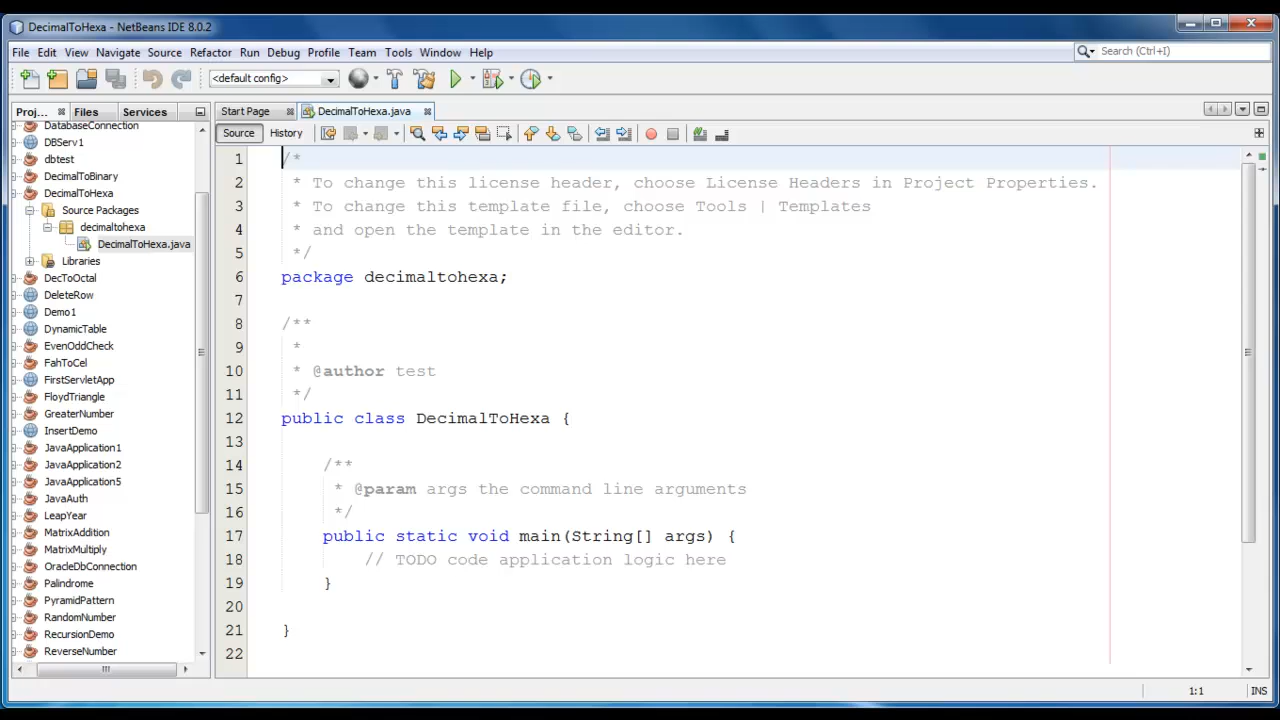 DecimalToHexa - NetBeans IDE 8.0.2
File Edit View Navigate Source Refactor Run Debug Profile Team Tools Window Help
Search (Ctrl+I)
<default config>
Proj... Files Services
Start Page DecimalToHexa.java
Source History
DatabaseConnection
DBServ1
dbtest
DecimalToBinary
DecimalToHexa
Source Packages
decimaltohexa
DecimalToHexa.java
Libraries
DecToOctal
DeleteRow
Demo1
DynamicTable
EvenOddCheck
FahToCel
FirstServletApp
FloydTriangle
GreaterNumber
InsertDemo
JavaApplication1
JavaApplication2
JavaApplication5
JavaAuth
LeapYear
MatrixAddition
MatrixMultiply
OracleDbConnection
Palindrome
PyramidPattern
RandomNumber
RecursionDemo
ReverseNumber
1 /*
2 * To change this license header, choose License Headers in Project Properties.
3 * To change this template file, choose Tools | Templates
4 * and open the template in the editor.
5 */
6 package decimaltohexa;
7
8 /**
9 *
10 * @author test
11 */
12 public class DecimalToHexa {
13
14 /**
15 * @param args the command line arguments
16 */
17 public static void main(String[] args) {
18 // TODO code application logic here
19 }
20
21 }
22
1:1 INS